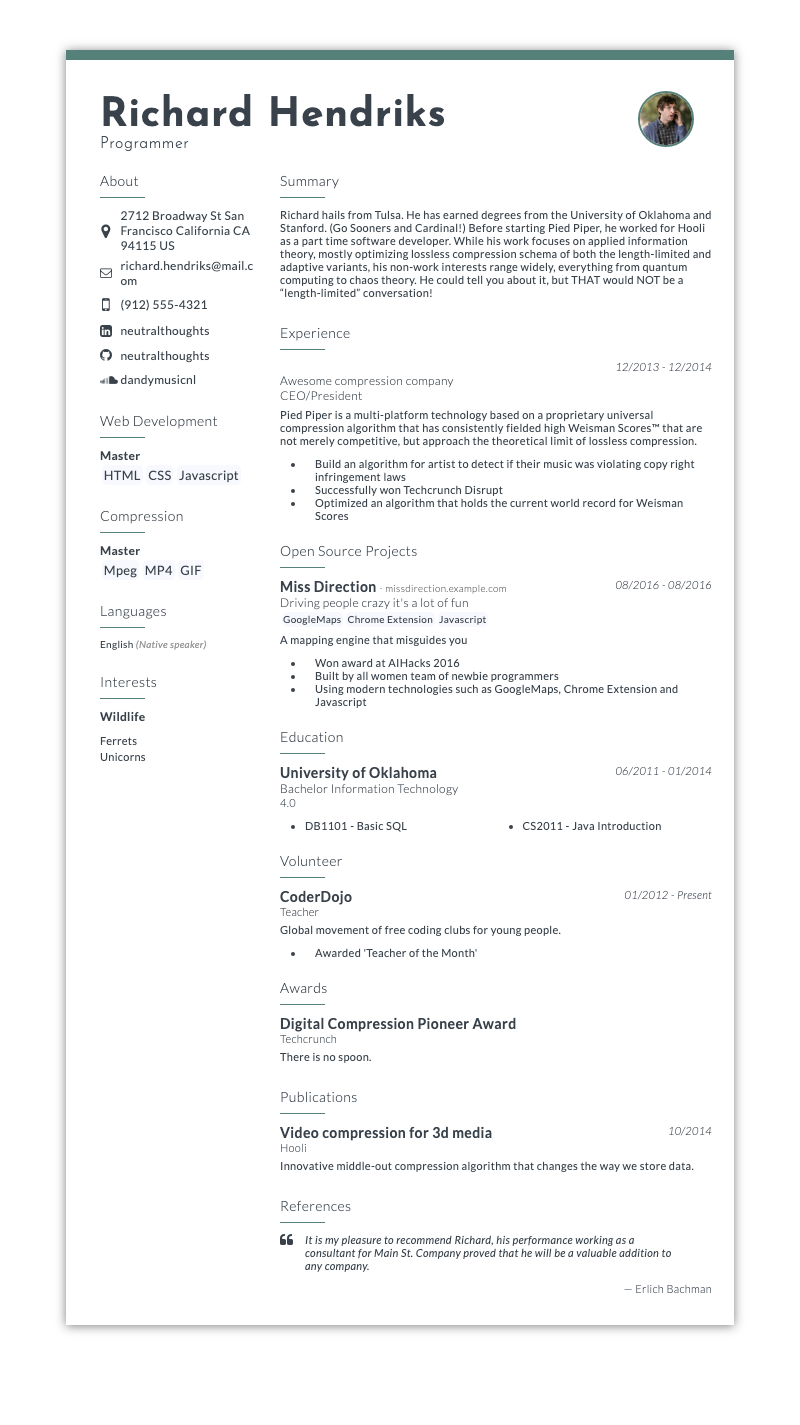 Richard Hendriks
Programmer
About
2712 Broadway St San
Francisco California CA
94115 US
richard.hendriks@mail.c
om
(912) 555-4321
neutralthoughts
neutralthoughts
dandymusicnl
Web Development
Master
HTML CSS Javascript
Compression
Master
Mpeg MP4 GIF
Languages
English (Native speaker)
Interests
Wildlife
Ferrets
Unicorns
Summary
Richard hails from Tulsa. He has earned degrees from the University of Oklahoma and
Stanford. (Go Sooners and Cardinal!) Before starting Pied Piper, he worked for Hooli
as a part time software developer. While his work focuses on applied information
theory, mostly optimizing lossless compression schema of both the length-limited and
adaptive variants, his non-work interests range widely, everything from quantum
computing to chaos theory. He could tell you about it, but THAT would NOT be a
“length-limited” conversation!
Experience
12/2013 - 12/2014
Awesome compression company
CEO/President
Pied Piper is a multi-platform technology based on a proprietary universal
compression algorithm that has consistently fielded high Weisman Scores™ that are
not merely competitive, but approach the theoretical limit of lossless compression.
• Build an algorithm for artist to detect if their music was violating copy right
infringement laws
• Successfully won Techcrunch Disrupt
• Optimized an algorithm that holds the current world record for Weisman
Scores
Open Source Projects
Miss Direction - missdirection.example.com 08/2016 - 08/2016
Driving people crazy it's a lot of fun
GoogleMaps Chrome Extension Javascript
A mapping engine that misguides you
• Won award at AIHacks 2016
• Built by all women team of newbie programmers
• Using modern technologies such as GoogleMaps, Chrome Extension and
Javascript
Education
University of Oklahoma 06/2011 - 01/2014
Bachelor Information Technology
4.0
• DB1101 - Basic SQL • CS2011 - Java Introduction
Volunteer
CoderDojo 01/2012 - Present
Teacher
Global movement of free coding clubs for young people.
• Awarded 'Teacher of the Month'
Awards
Digital Compression Pioneer Award
Techcrunch
There is no spoon.
Publications
Video compression for 3d media 10/2014
Hooli
Innovative middle-out compression algorithm that changes the way we store data.
References
“ It is my pleasure to recommend Richard, his performance working as a
consultant for Main St. Company proved that he will be a valuable addition to
any company.
— Erlich Bachman